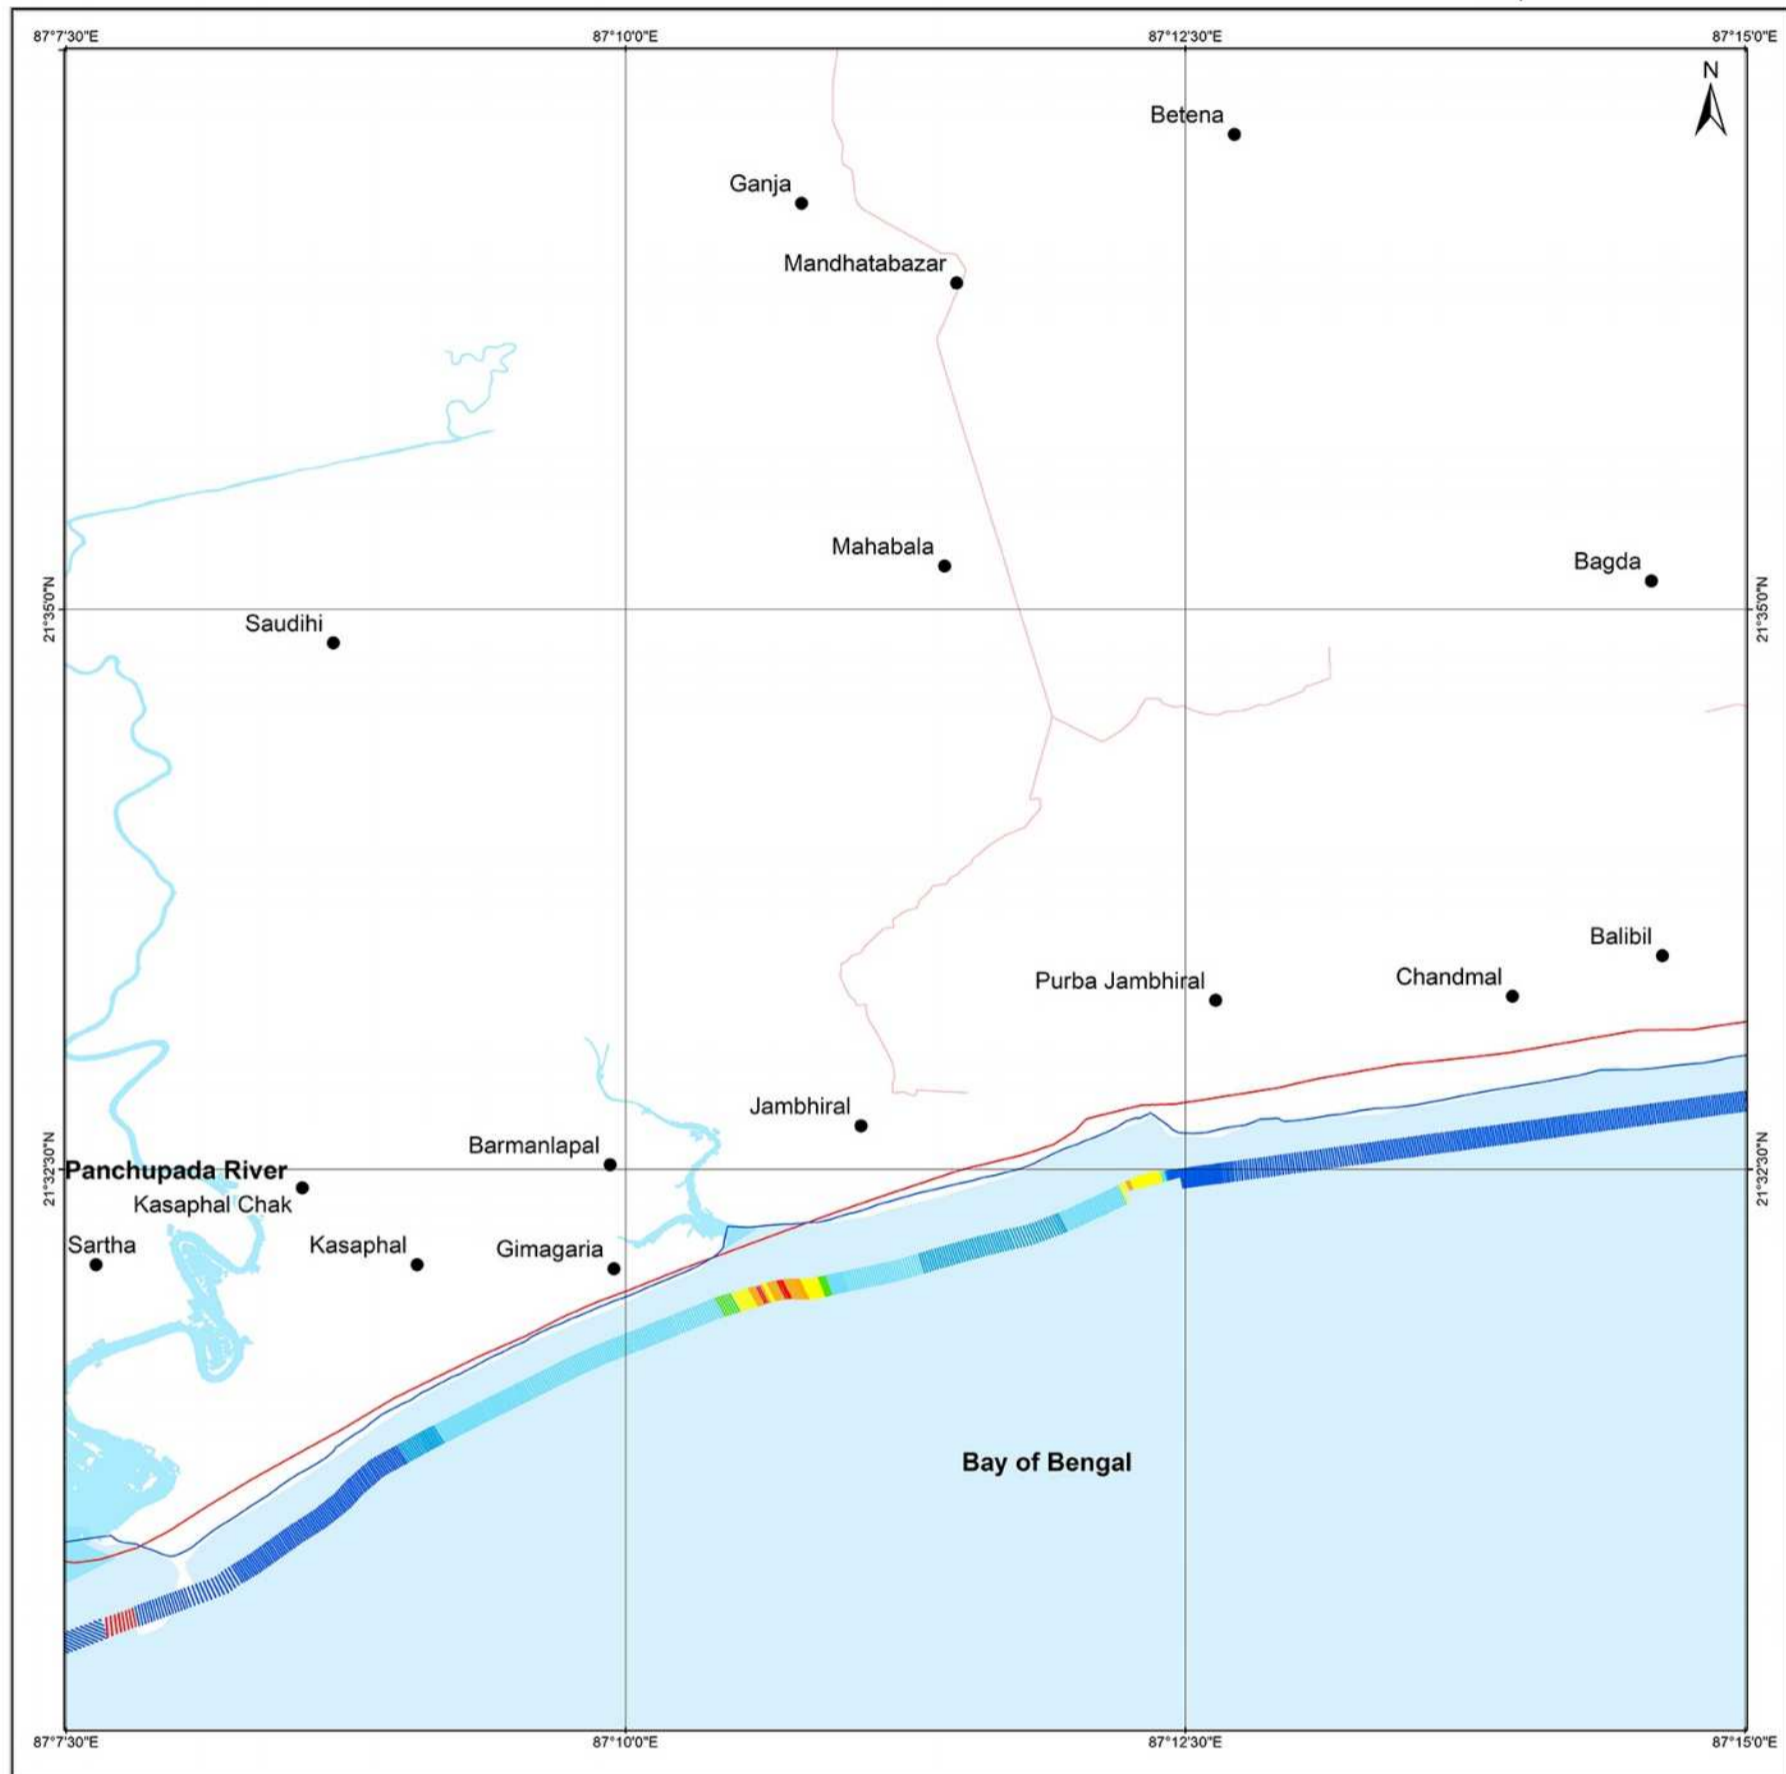 87°7'30"E
87°10'0"E
87°12'30"E
87°15'0"E
N
Betena
Ganja
Mandhatabazar
Mahabala
Bagda
21°35'0"N
21°35'0"N
Saudihi
Balibil
Chandmal
Purba Jambhiral
Jambhiral
Barmanlapal
21°32'30"N
21°32'30"N
Panchupada River
Kasaphal Chak
Sartha
Kasaphal
Gimagaria
Bay of Bengal
87°7'30"E
87°10'0"E
87°12'30"E
87°15'0"E